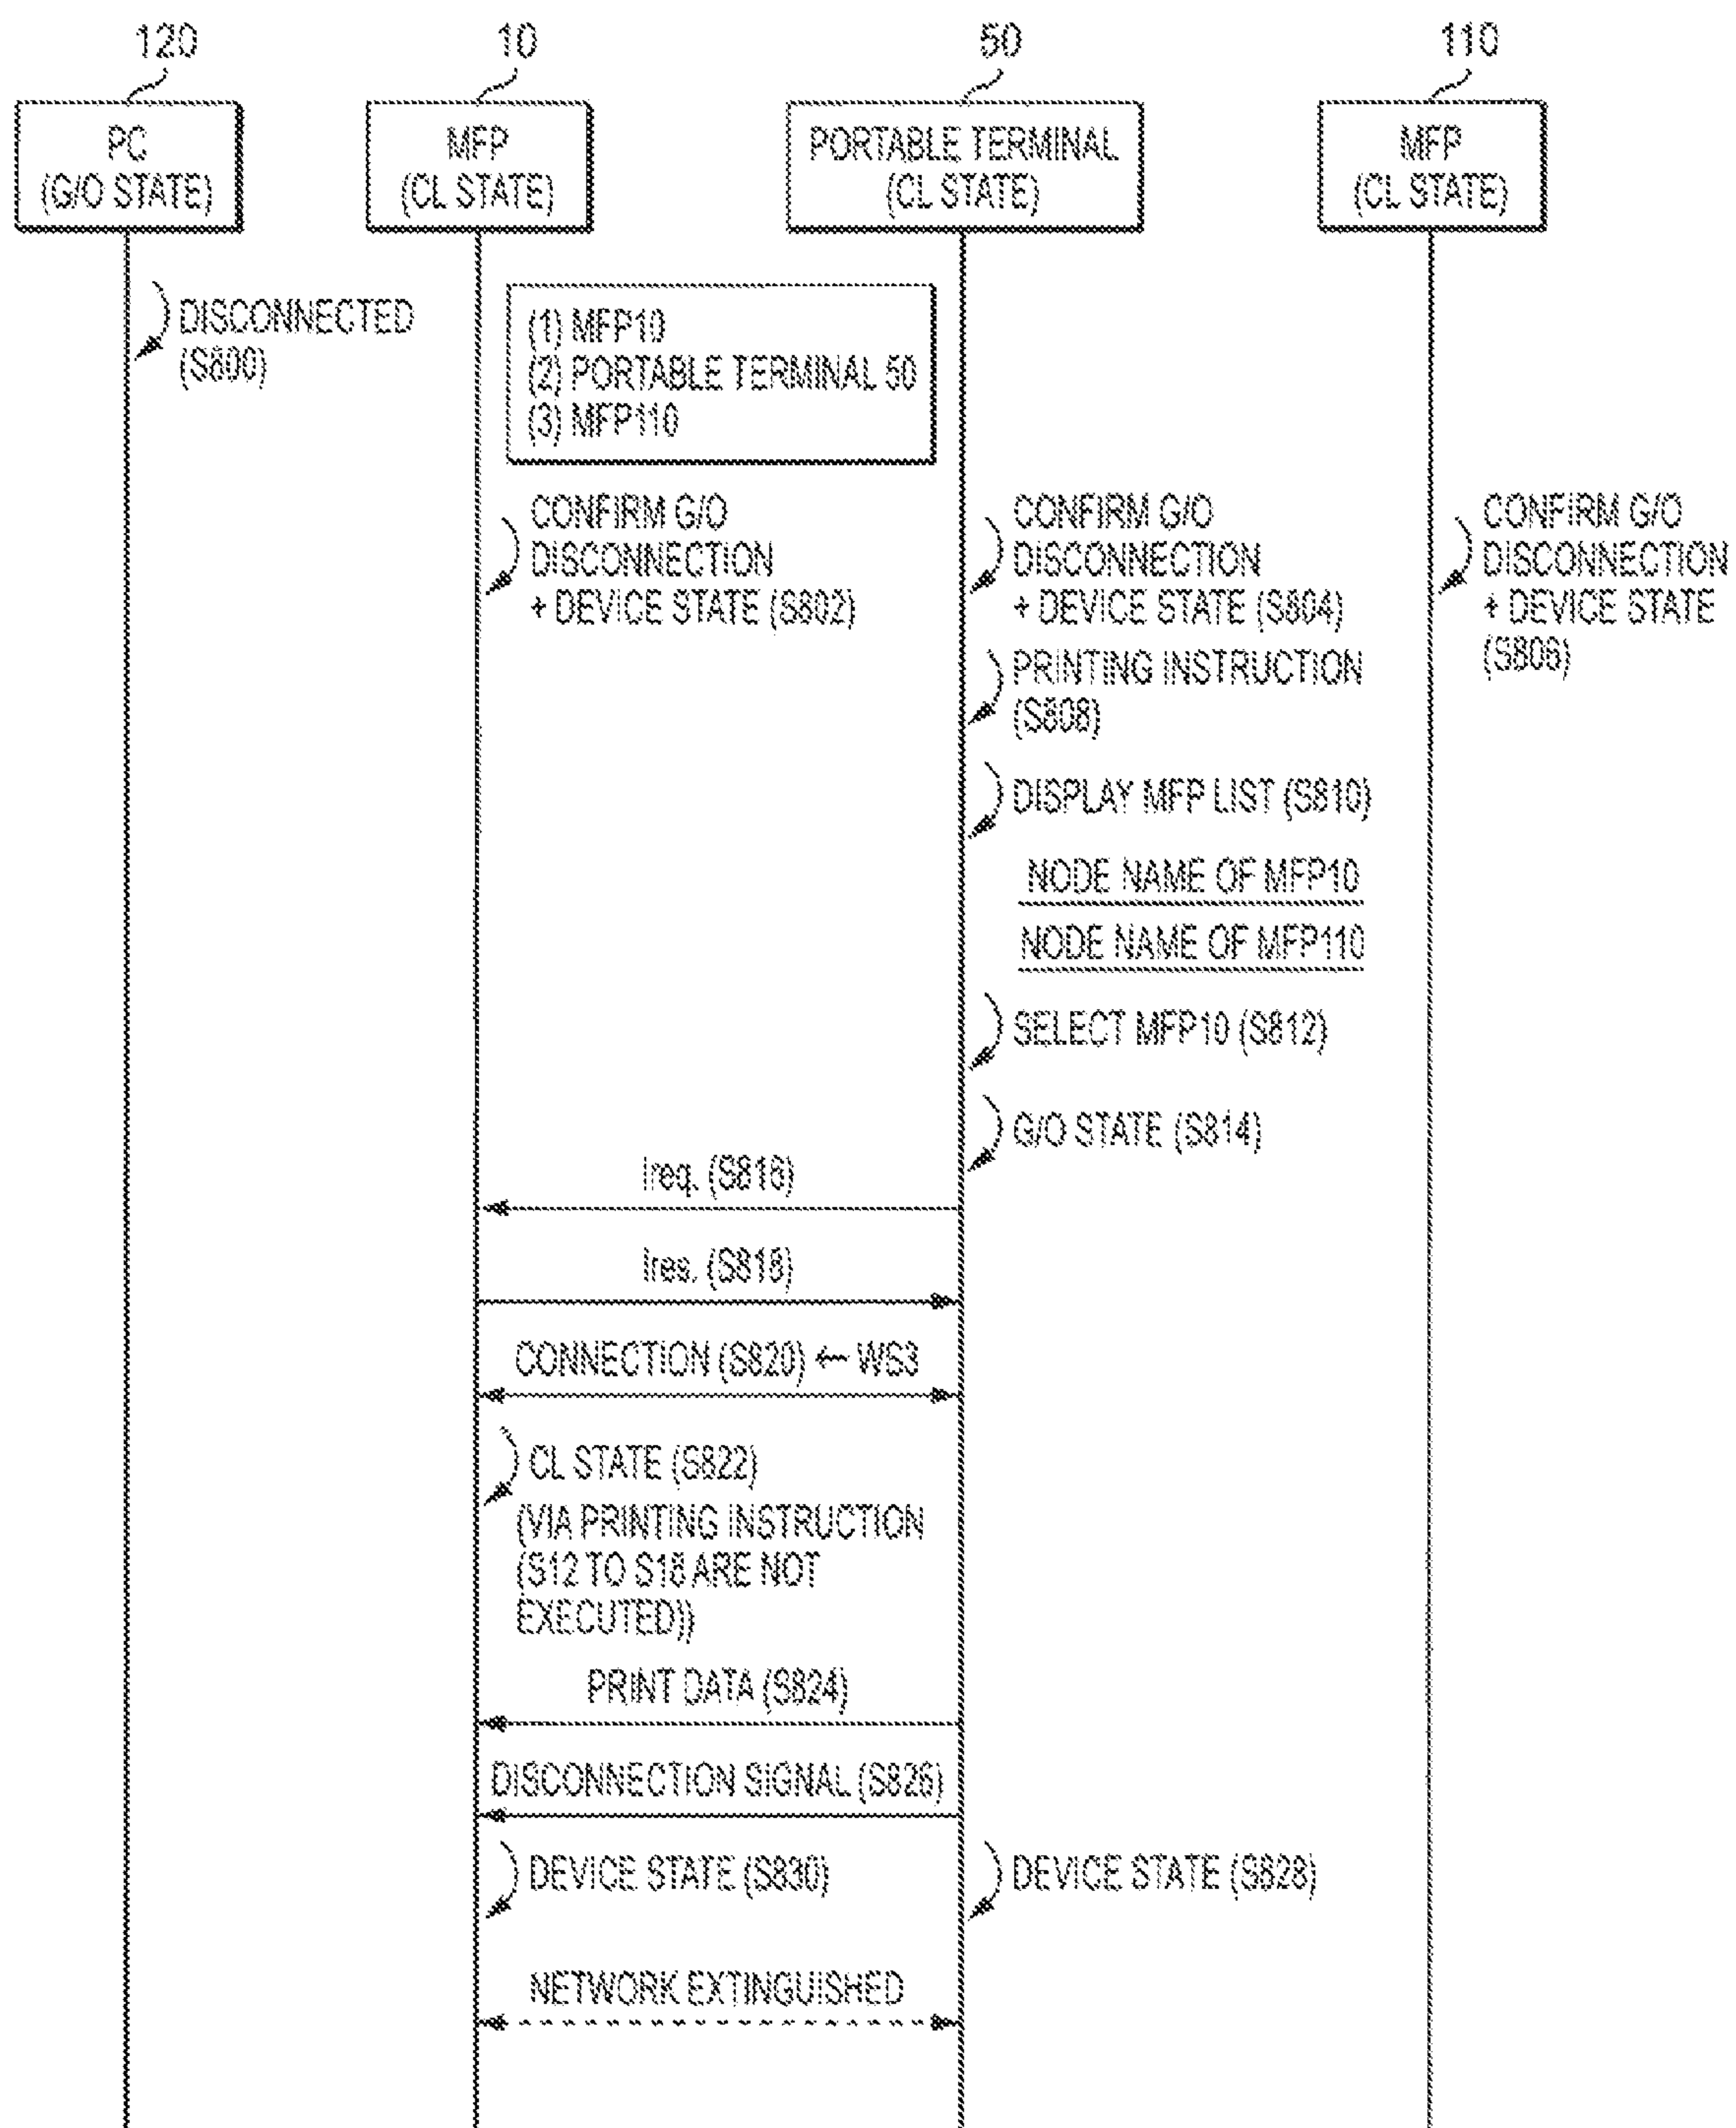 120
10
50
110
PC
(G/O STATE)
MFP
(CL STATE)
PORTABLE TERMINAL
(CL STATE)
MFP
(CL STATE)
DISCONNECTED
(S800)
(1) MFP10
(2) PORTABLE TERMINAL 50
(3) MFP110
CONFIRM G/O
DISCONNECTION
+ DEVICE STATE (S802)
CONFIRM G/O
DISCONNECTION
+ DEVICE STATE (S804)
CONFIRM G/O
DISCONNECTION
+ DEVICE STATE
(S806)
PRINTING INSTRUCTION
(S808)
DISPLAY MFP LIST (S810)
NODE NAME OF MFP10
NODE NAME OF MFP110
SELECT MFP10 (S812)
G/O STATE (S814)
Ireq. (S816)
Ires. (S818)
CONNECTION (S820) ← WS3
CL STATE (S822)
(VIA PRINTING INSTRUCTION
(S12 TO S18 ARE NOT
EXECUTED))
PRINT DATA (S824)
DISCONNECTION SIGNAL (S826)
DEVICE STATE (S830)
DEVICE STATE (S828)
NETWORK EXTINGUISHED